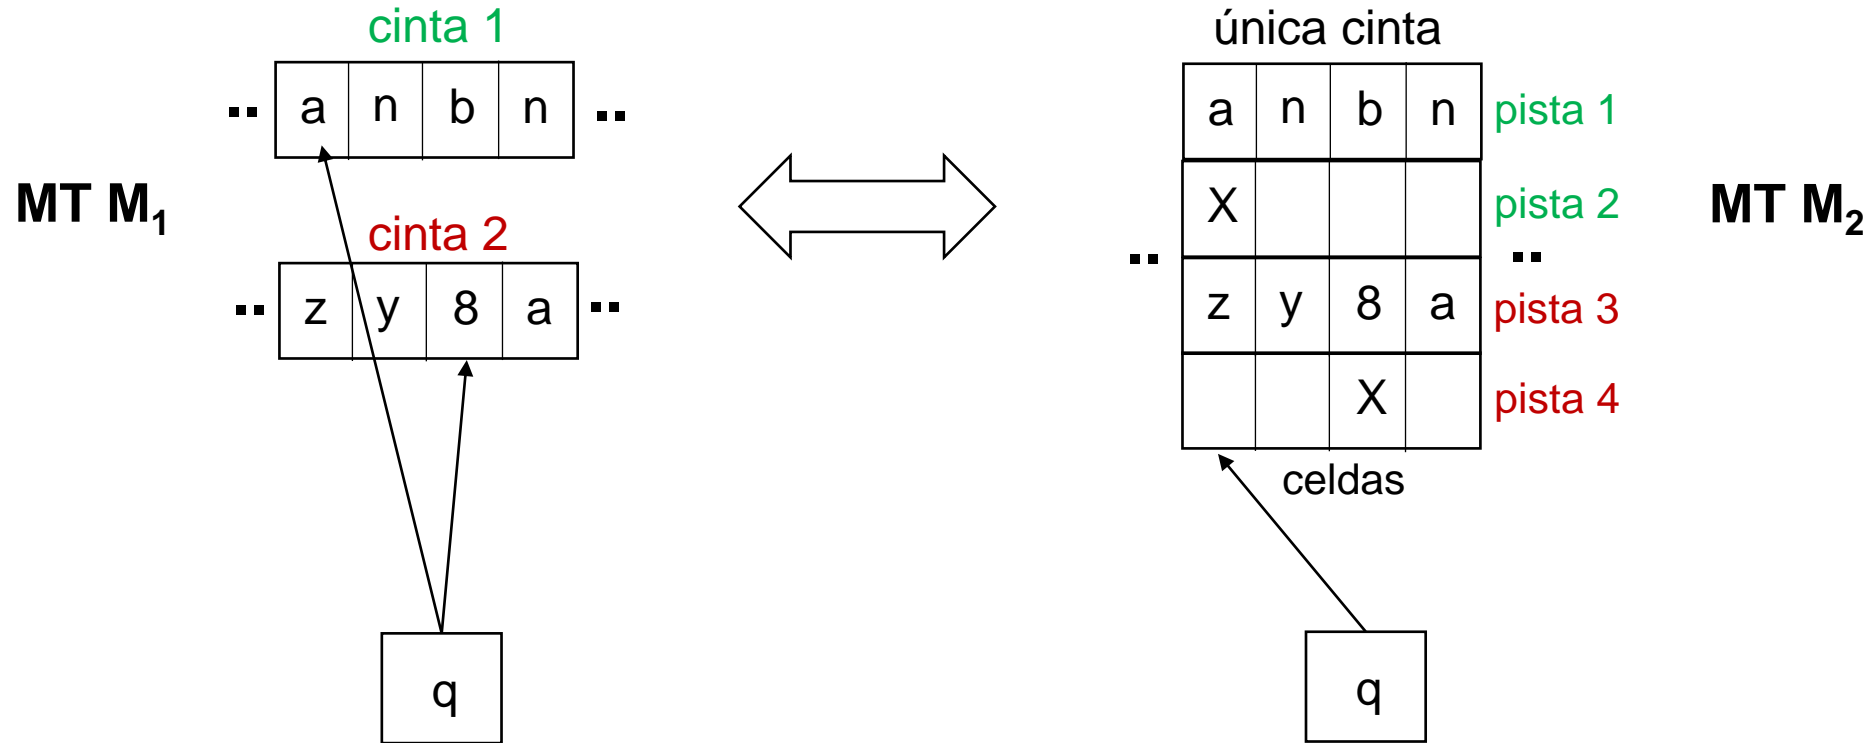 cinta 1
a n b n
MT M₁
cinta 2
z y 8 a
q
única cinta
a n b n pista 1
X pista 2
MT M₂
z y 8 a pista 3
X pista 4
celdas
q